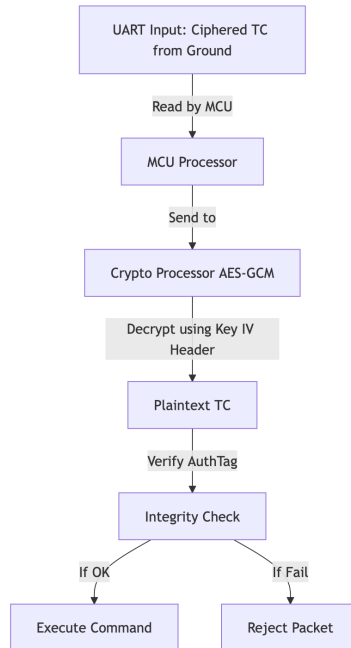 UART Input: Ciphered TC
from Ground
Read by MCU
MCU Processor
Send to
Crypto Processor AES-GCM
Decrypt using Key IV
Header
Plaintext TC
Verify AuthTag
Integrity Check
If OK
If Fail
Execute Command
Reject Packet